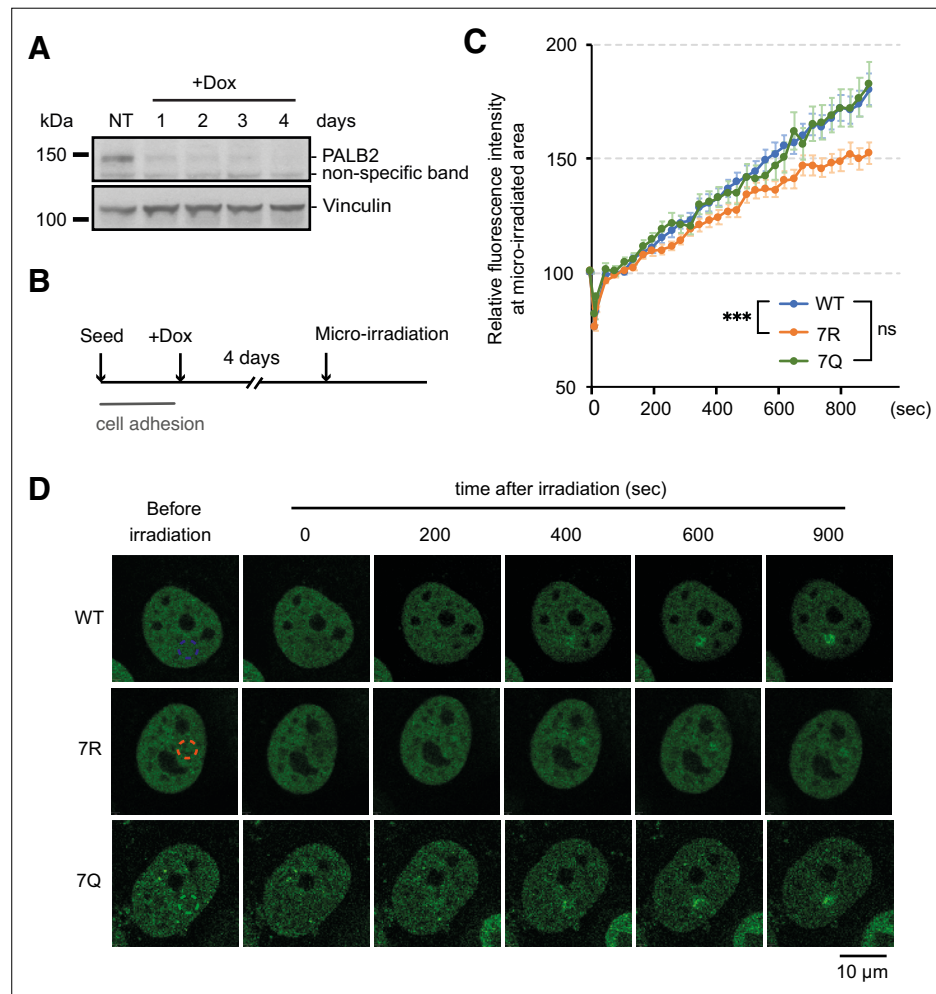 A
+Dox
kDa NT 1 2 3 4 days
150 PALB2
non-specific band
Vinculin
100
B
Seed +Dox 4 days Micro-irradiation
cell adhesion
C
Relative fluorescence intensity
at micro-irradiated area
200
150
100
50
0 200 400 600 800 (sec)
*** WT ns
7R
7Q
D
time after irradiation (sec)
Before
irradiation
0 200 400 600 900
WT
7R
7Q
10 µm